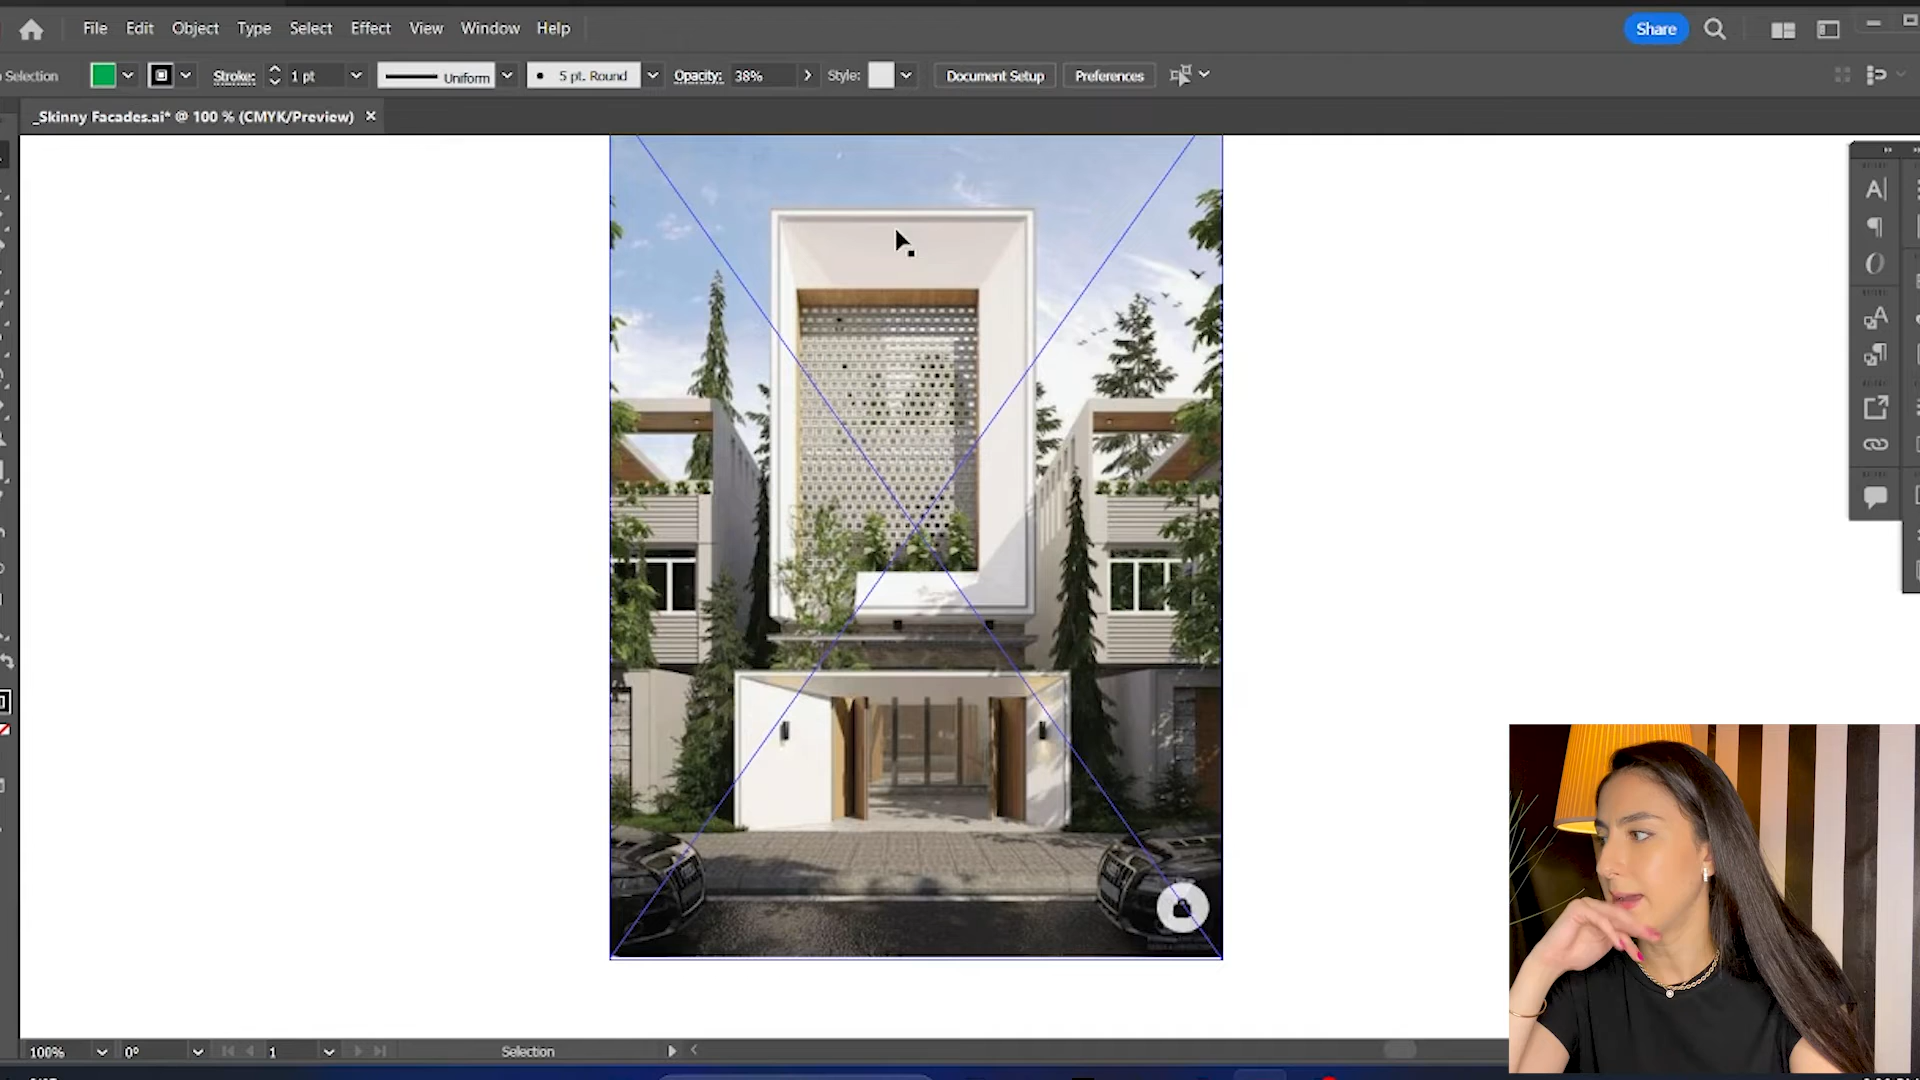 File Edit Object Type Select Effect View Window Help Share
Selection Stroke: 1 pt Uniform 5 pt. Round Opacity: 38% Style: Document Setup Preferences
_Skinny Facades.ai* @ 100 % (CMYK/Preview)
100% 0° 1 Selection